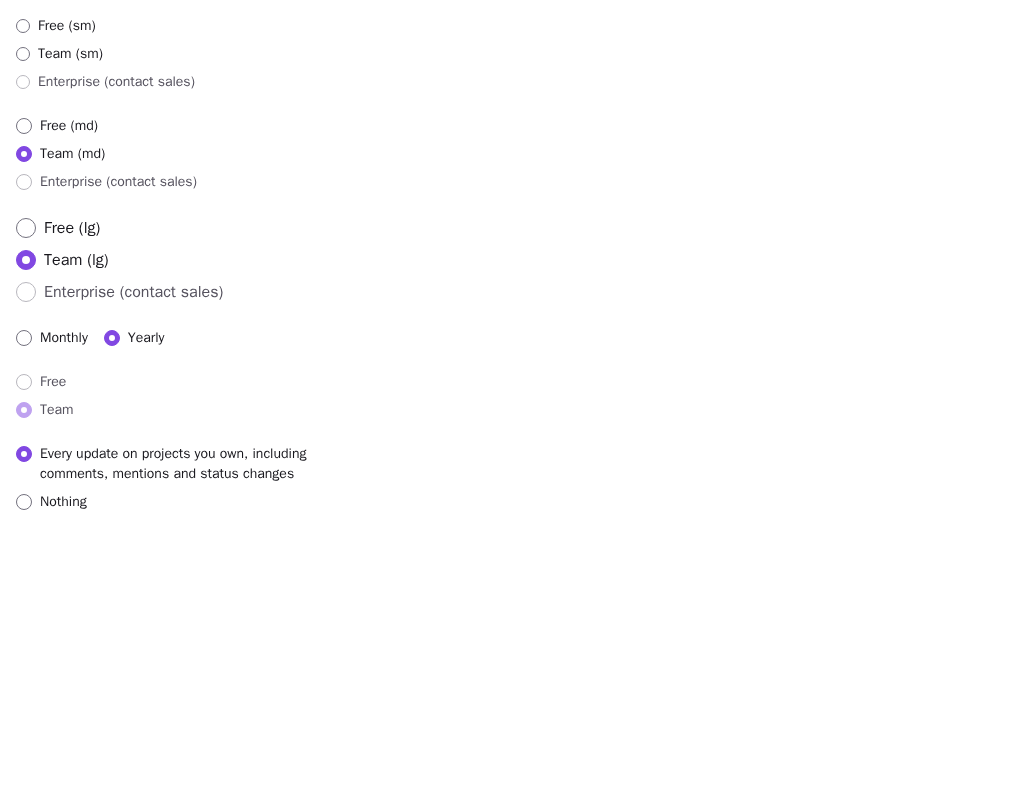 Free (sm)
Team (sm)
Enterprise (contact sales)
Free (md)
Team (md)
Enterprise (contact sales)
Free (lg)
Team (lg)
Enterprise (contact sales)
Monthly Yearly
Free
Team
Every update on projects you own, including
comments, mentions and status changes
Nothing